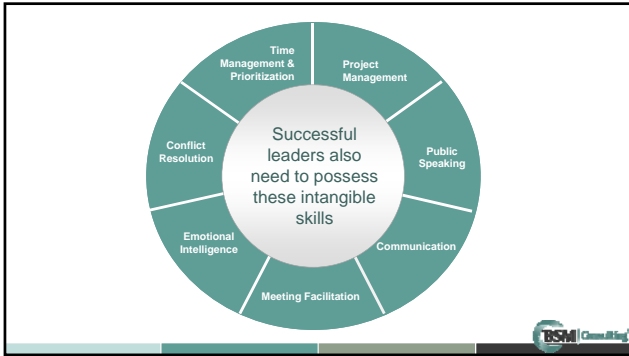 Time
Management &
Prioritization
Project
Management
Conflict
Resolution
Successful
leaders also
need to possess
these intangible
skills
Public
Speaking
Emotional
Intelligence
Communication
Meeting Facilitation
BSM Consulting